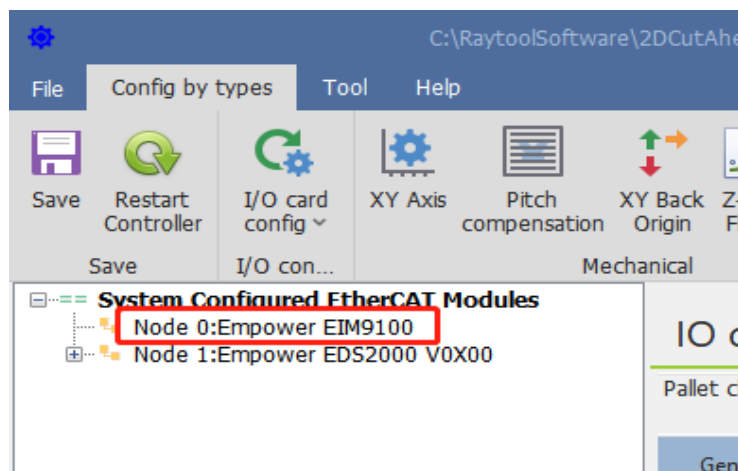 C:\RaytoolSoftware\2DCutAhe
File Config by types Tool Help
Save Restart Controller I/O card config XY Axis Pitch compensation XY Back Origin
Save I/O con... Mechanical
System Configured EtherCAT Modules
Node 0:Empower EIM9100
Node 1:Empower EDS2000 V0X00
IO
Pallet c
Gen